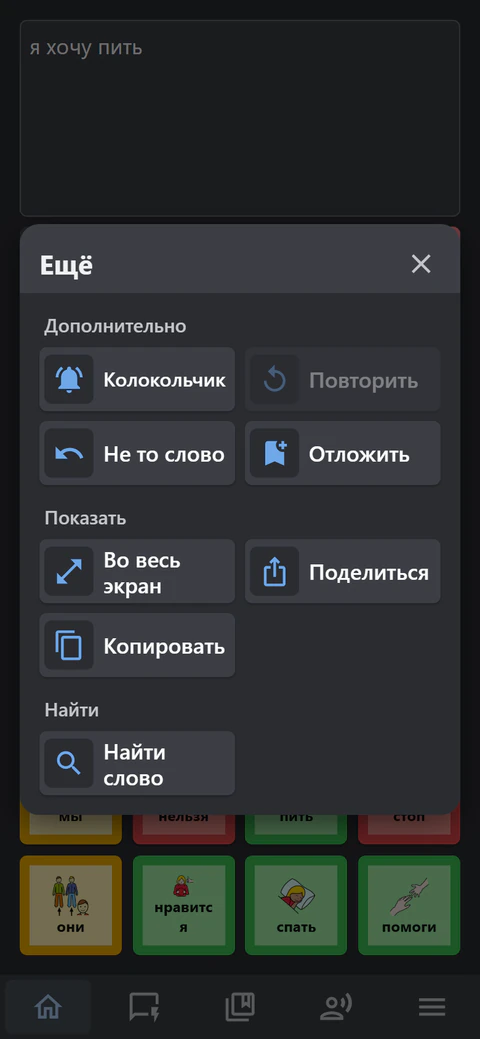 я хочу пить
Ещё
Дополнительно
Колокольчик
Повторить
Не то слово
Отложить
Показать
Во весь
экран
Поделиться
Копировать
Найти
Найти
слово
мы
нельзя
пить
стоп
они
нравитс
я
спать
помоги